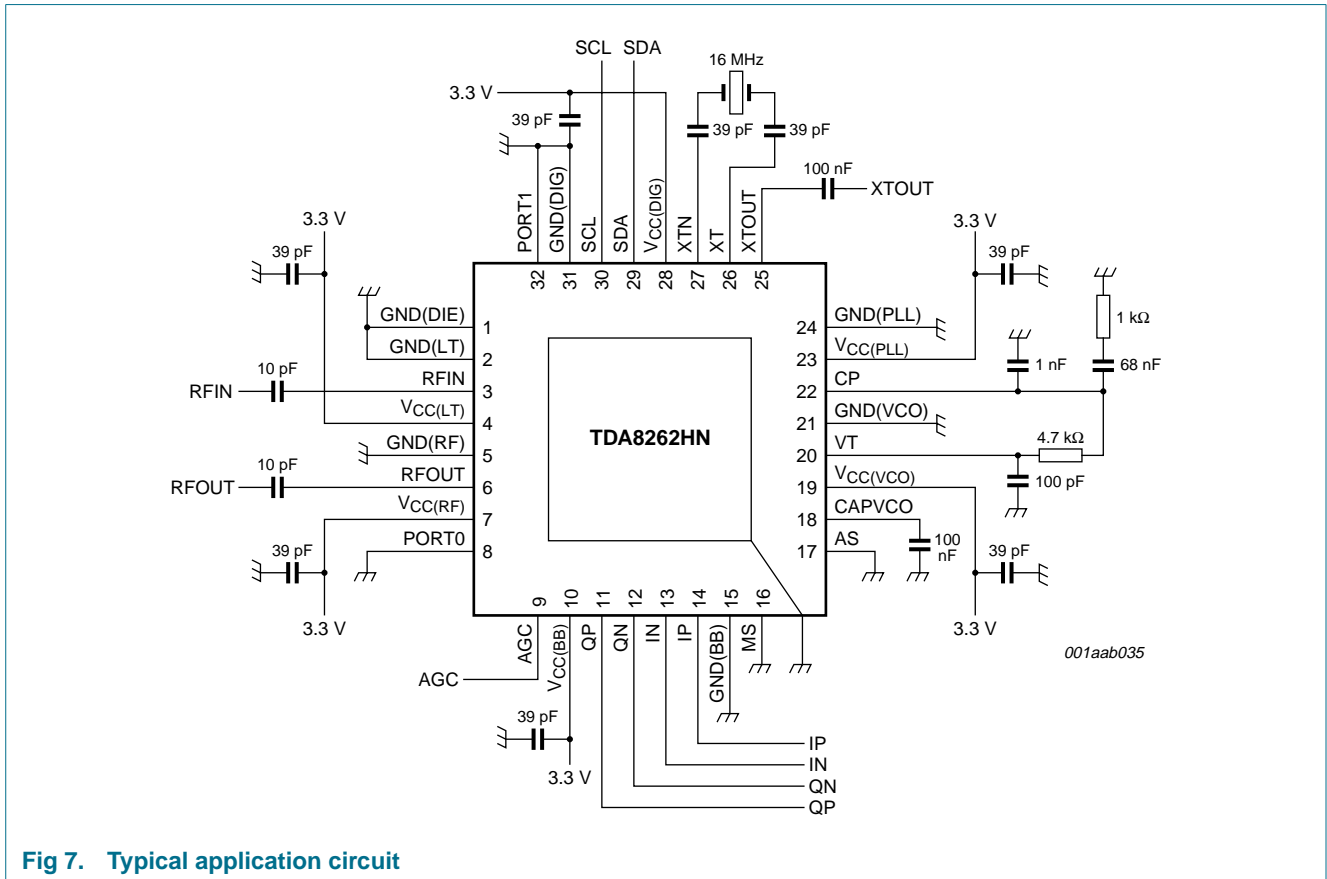 SCL SDA
16 MHz
3.3 V
39 pF
39 pF
39 pF
100 nF
XTOUT
PORT1
GND(DIG)
SCL
SDA
VCC(DIG)
XTN
XT
XTOUT
32
31
30
29
28
27
26
25
3.3 V
39 pF
GND(DIE)
1
GND(LT)
2
RFIN
10 pF
RFIN
3
VCC(LT)
4
GND(RF)
5
RFOUT
10 pF
RFOUT
6
VCC(RF)
7
PORT0
8
39 pF
3.3 V
TDA8262HN
3.3 V
39 pF
24
GND(PLL)
23
VCC(PLL)
22
CP
21
GND(VCO)
20
VT
19
VCC(VCO)
18
CAPVCO
17
AS
1 kΩ
1 nF
68 nF
4.7 kΩ
100 pF
100
nF
39 pF
3.3 V
9
10
11
12
13
14
15
16
AGC
VCC(BB)
QP
QN
IN
IP
GND(BB)
MS
AGC
39 pF
3.3 V
IP
IN
QN
QP
001aab035
Fig 7. Typical application circuit